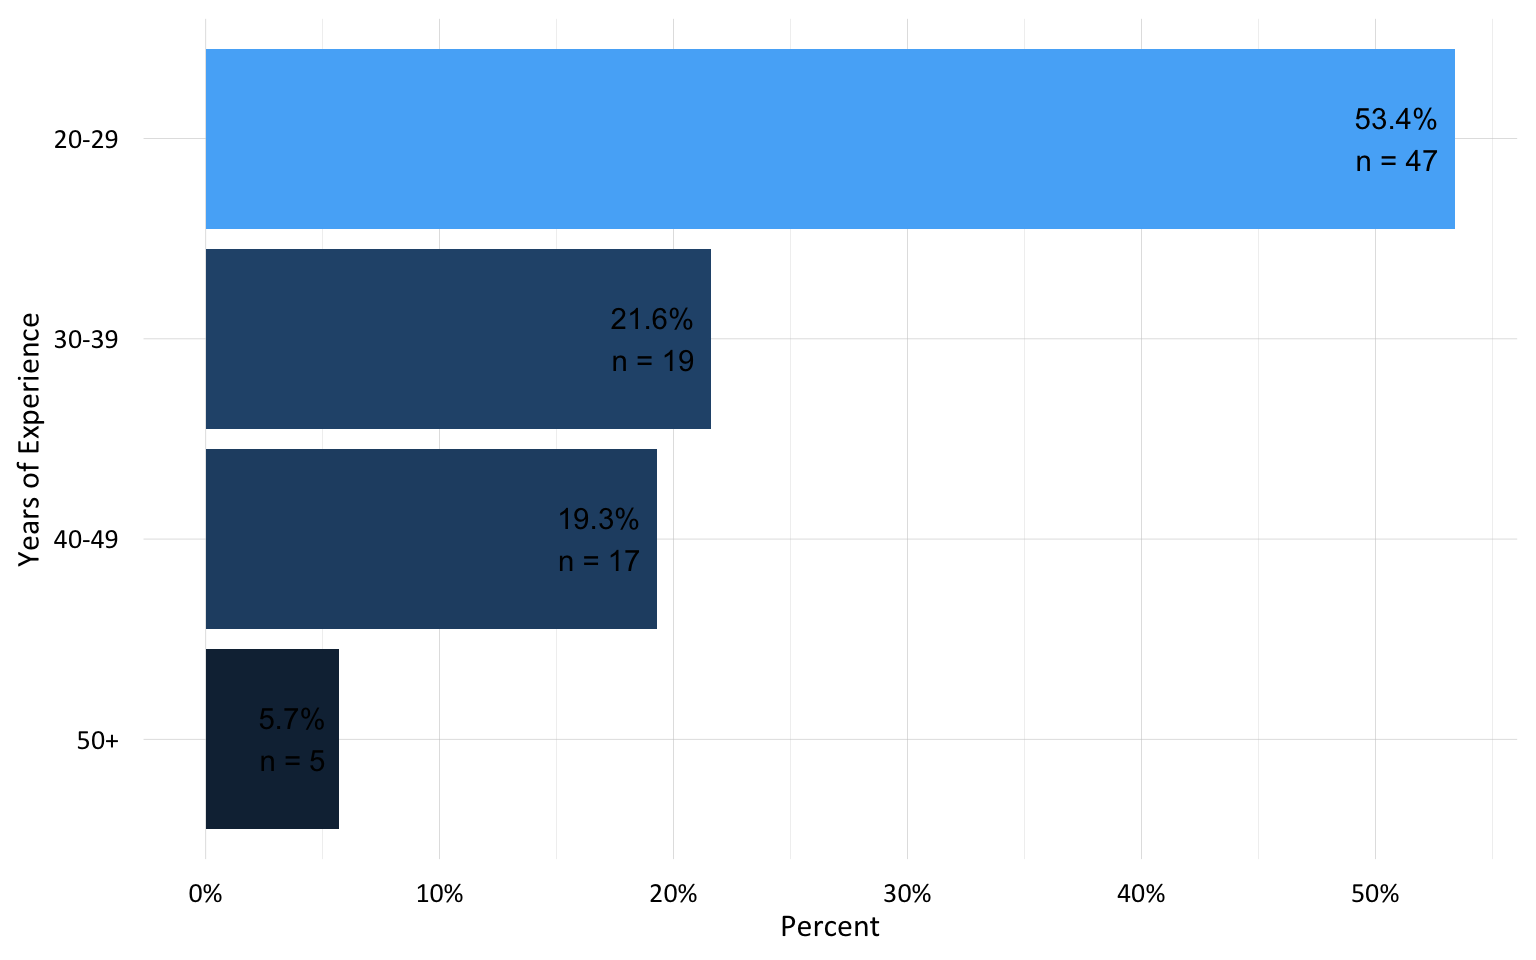 Years of Experience
20-29
53.4%
n = 47
30-39
21.6%
n = 19
40-49
19.3%
n = 17
50+
5.7%
n = 5
0% 10% 20% 30% 40% 50%
Percent